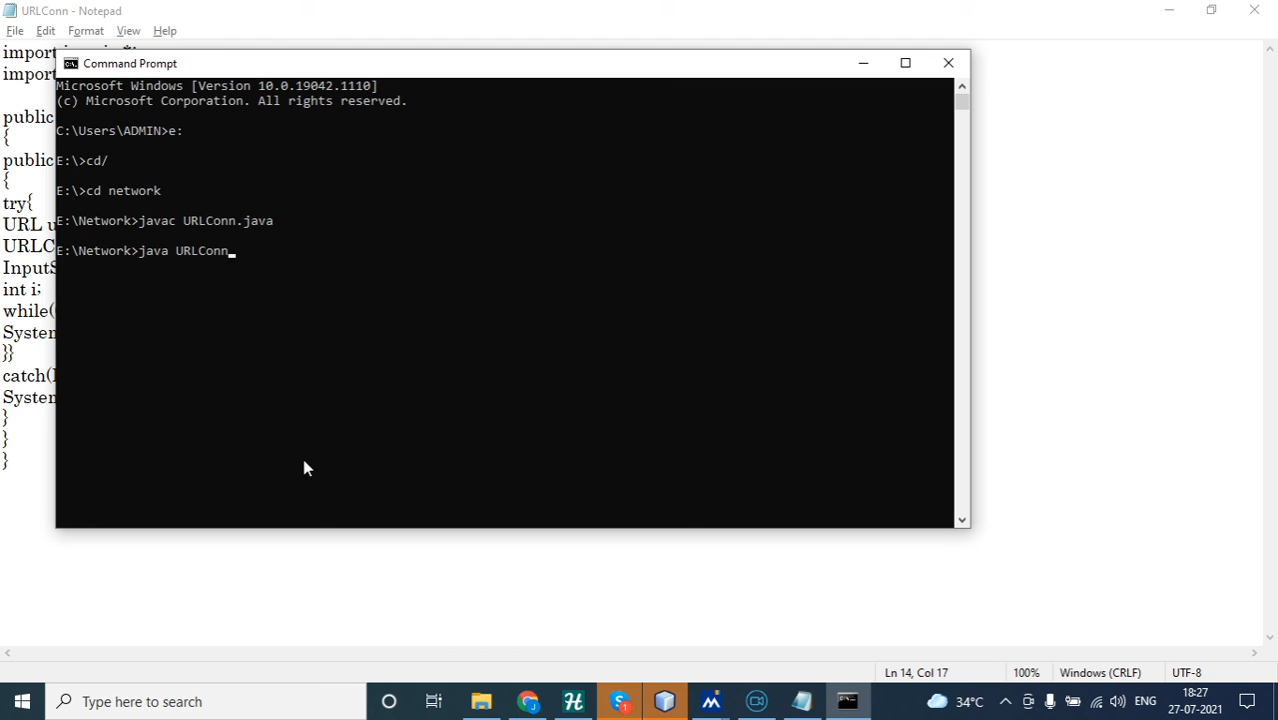 URLConn - Notepad
File Edit Format View Help
import
import
public
{
public
{
try{
URL u
URLC
InputS
int i;
while(
System
}}
catch(
System
}
}
}
Command Prompt
Microsoft Windows [Version 10.0.19042.1110]
(c) Microsoft Corporation. All rights reserved.
C:\Users\ADMIN>e:
E:\>cd/
E:\>cd network
E:\Network>javac URLConn.java
E:\Network>java URLConn
Ln 14, Col 17 100% Windows (CRLF) UTF-8
Type here to search
34°C
ENG
18:27
27-07-2021